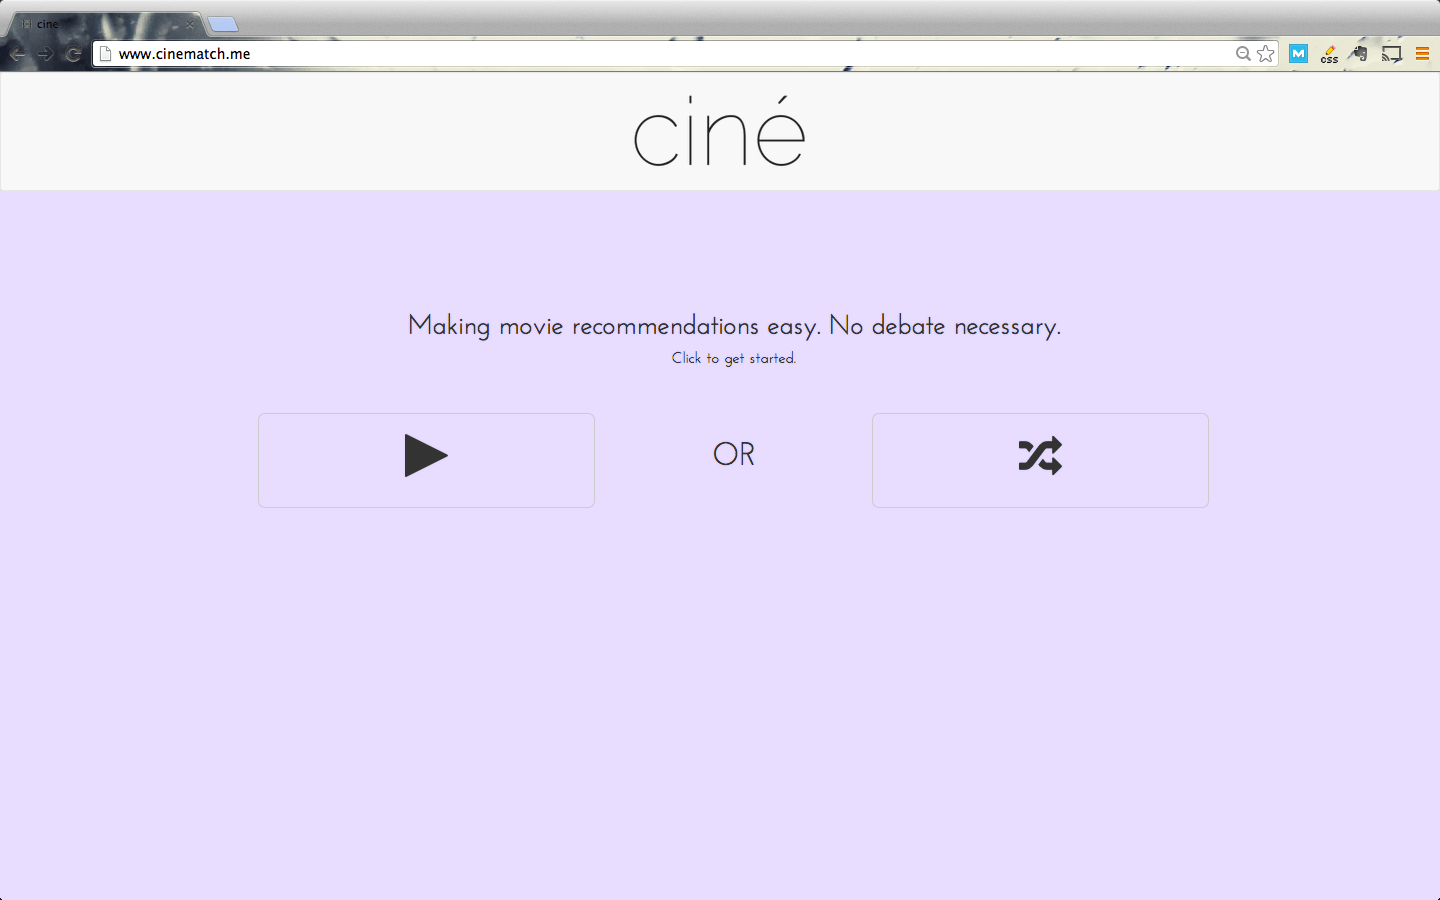 cine
www.cinematch.me
M
css
ciné
Making movie recommendations easy. No debate necessary.
Click to get started.
OR